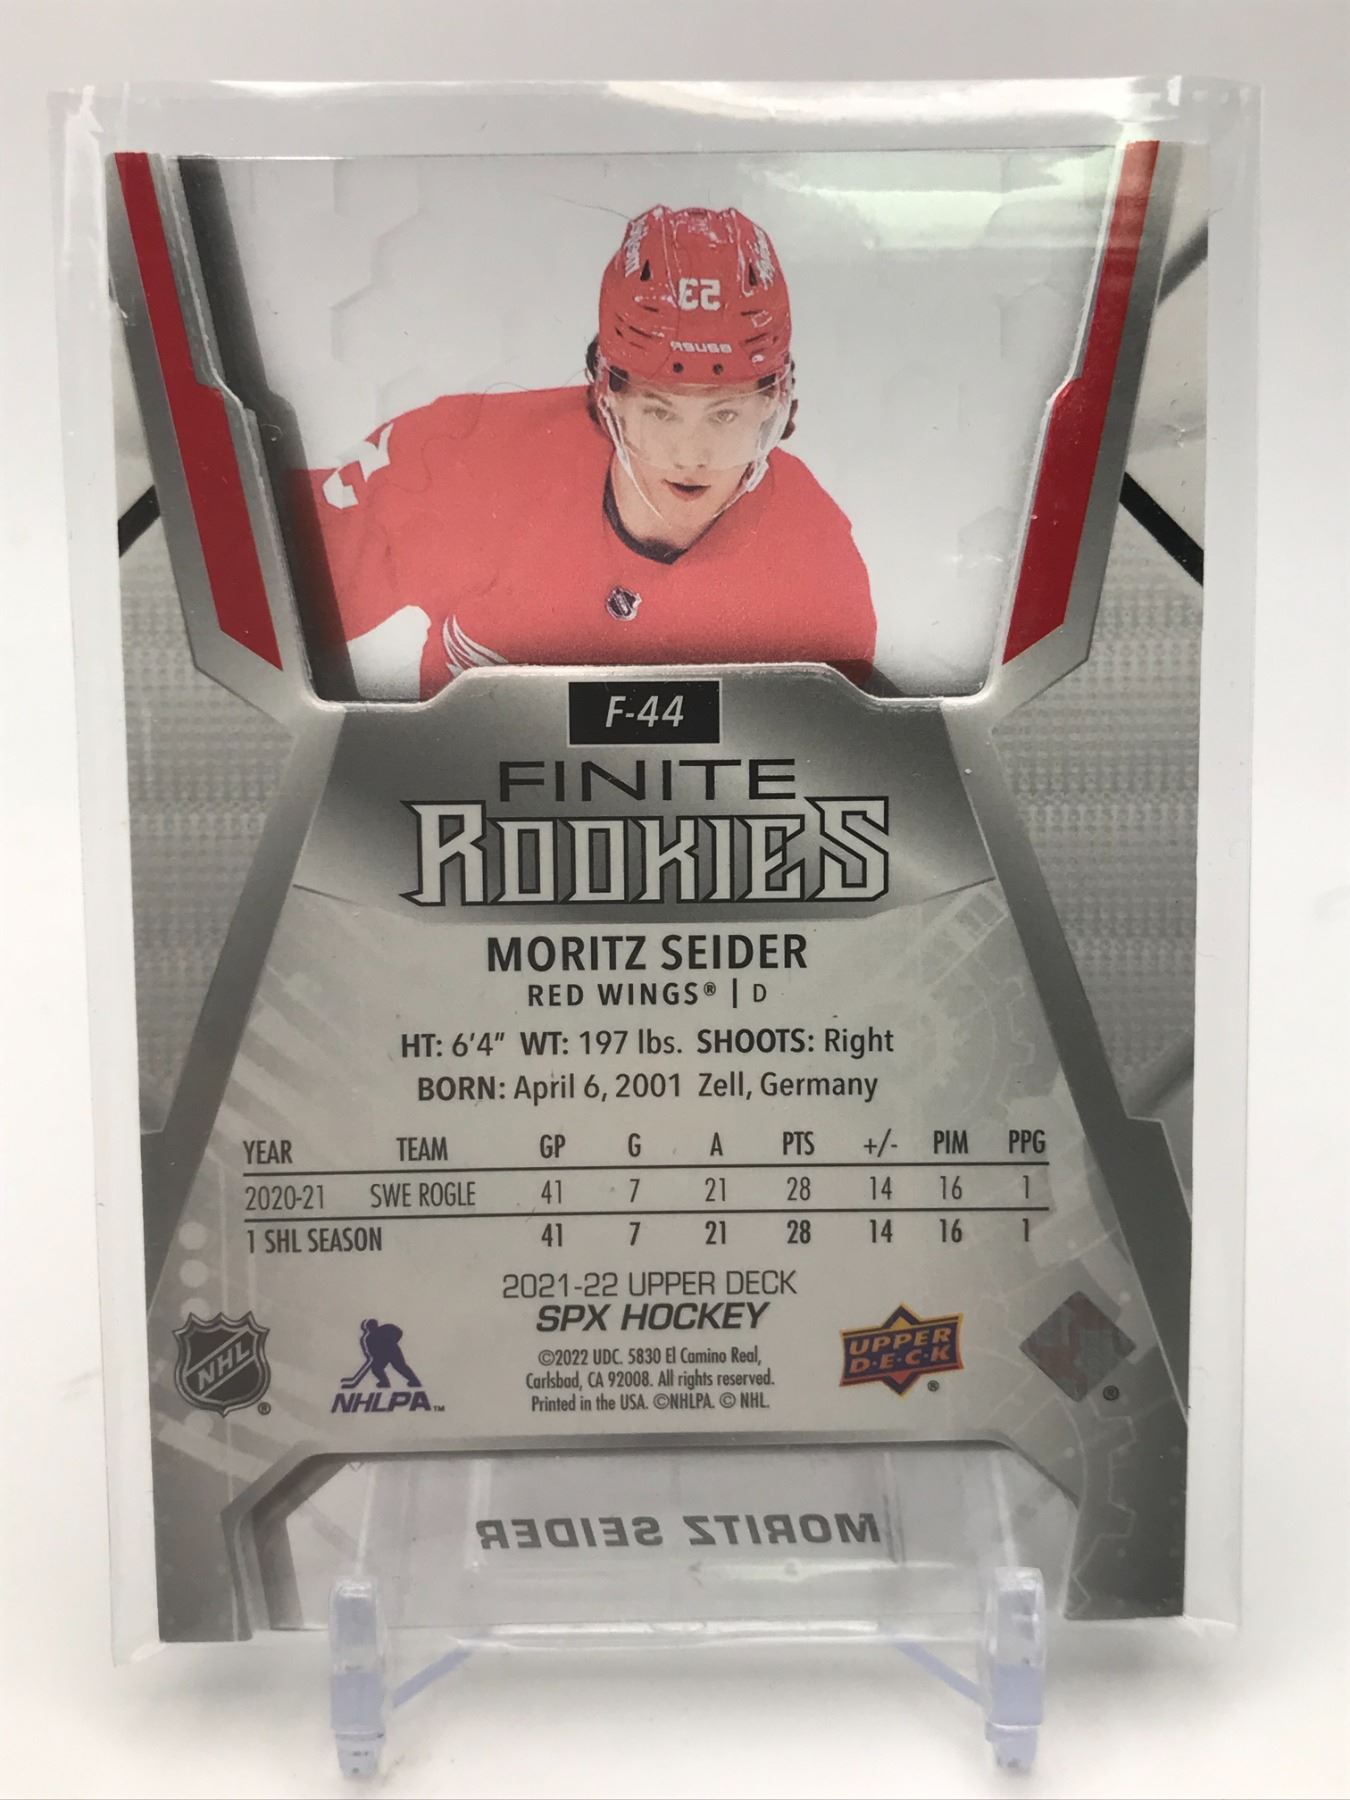 53
BAUER
F-44
FINITE
ROOKIES
MORITZ SEIDER
RED WINGS® | D
HT: 6'4" WT: 197 lbs. SHOOTS: Right
BORN: April 6, 2001 Zell, Germany
YEAR TEAM GP G A PTS +/- PIM PPG
2020-21 SWE ROGLE 41 7 21 28 14 16 1
1 SHL SEASON 41 7 21 28 14 16 1
2021-22 UPPER DECK
SPX HOCKEY
©2022 UDC. 5830 El Camino Real,
Carlsbad, CA 92008. All rights reserved.
Printed in the USA. ©NHLPA. © NHL.
NHL ®
NHLPA™
UPPER
D·E·C·K ®
®
MORITZ SEIDER